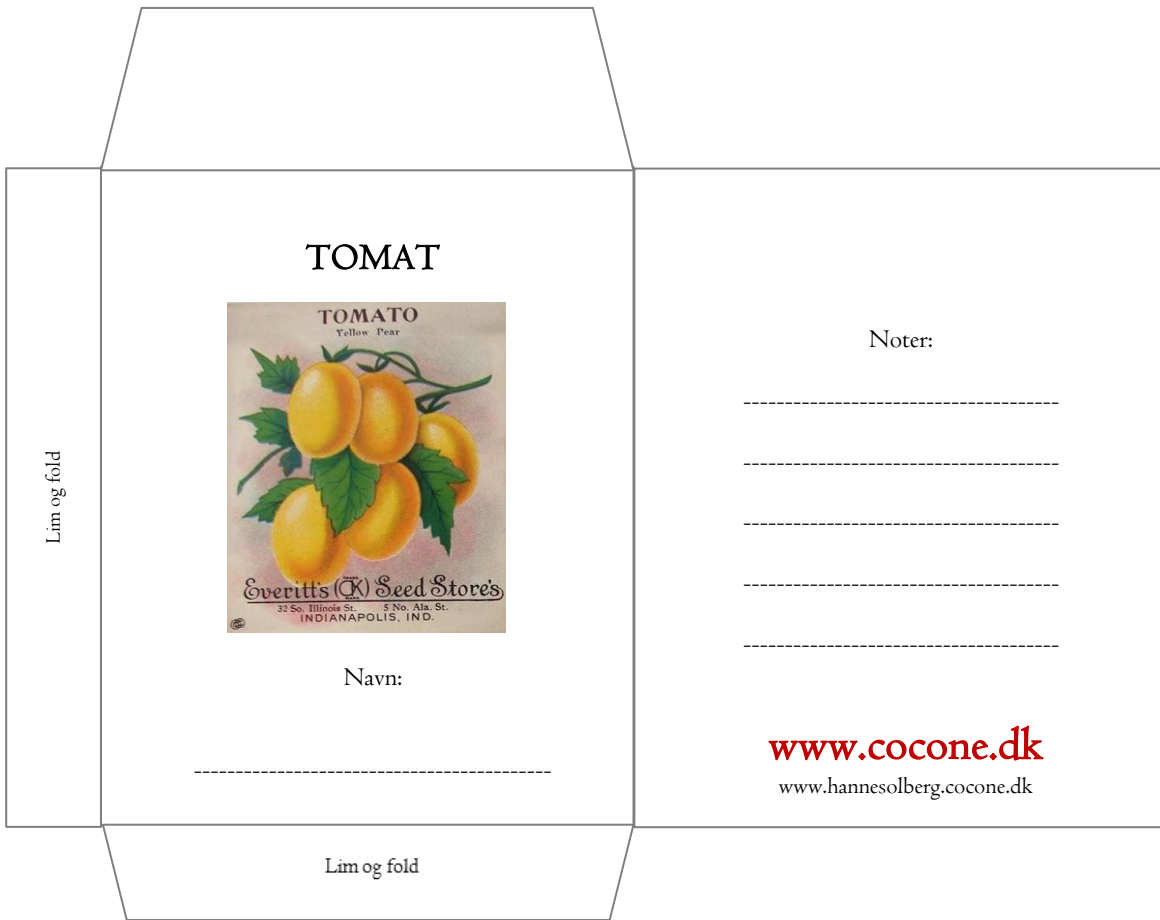 TOMAT
TOMATO
Yellow Pear
Everitt's (OK) Seed Store's
32 So. Illinois St. 5 No. Ala. St.
INDIANAPOLIS, IND.
Navn:
Lim og fold
Lim og fold
Noter:
www.cocone.dk
www.hannesolberg.cocone.dk